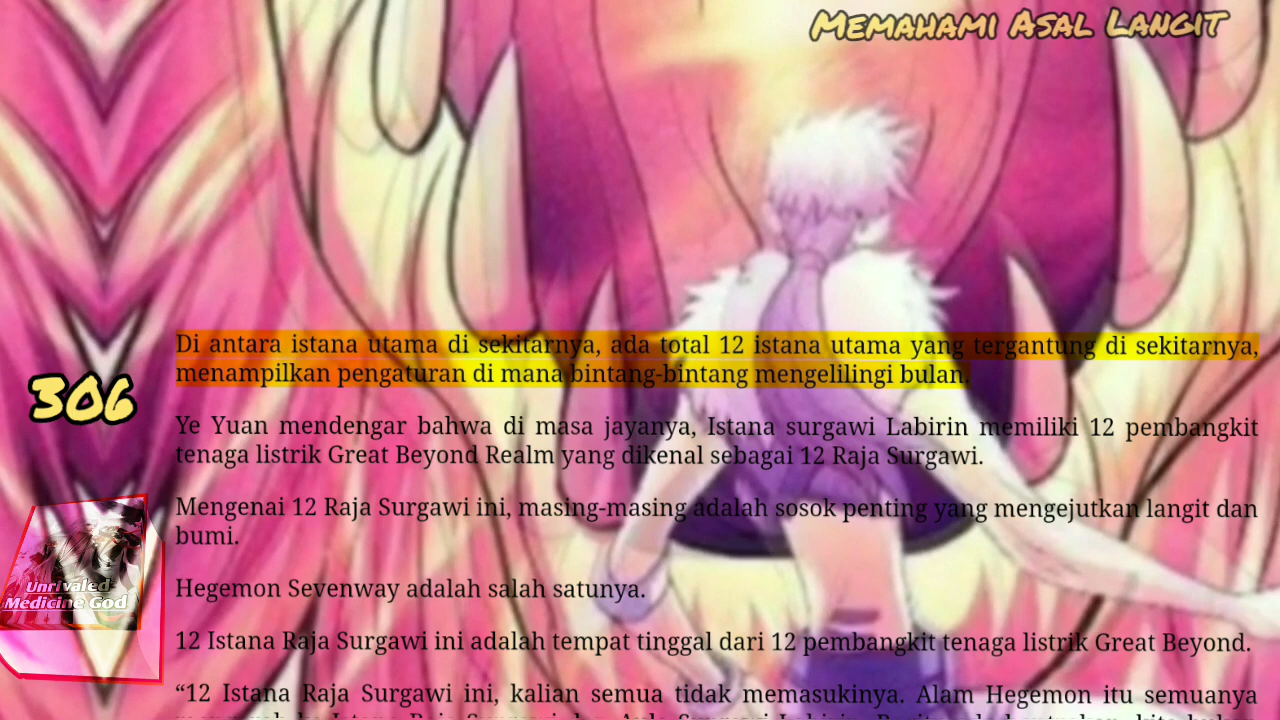 Memahami Asal Langit
Di antara istana utama di sekitarnya, ada total 12 istana utama yang tergantung di sekitarnya,
menampilkan pengaturan di mana bintang-bintang mengelilingi bulan.
306
Ye Yuan mendengar bahwa di masa jayanya, Istana surgawi Labirin memiliki 12 pembangkit
tenaga listrik Great Beyond Realm yang dikenal sebagai 12 Raja Surgawi.
Mengenai 12 Raja Surgawi ini, masing-masing adalah sosok penting yang mengejutkan langit dan
bumi.
Unrivaled
Medicine God
Hegemon Sevenway adalah salah satunya.
12 Istana Raja Surgawi ini adalah tempat tinggal dari 12 pembangkit tenaga listrik Great Beyond.
“12 Istana Raja Surgawi ini, kalian semua tidak memasukinya. Alam Hegemon itu semuanya